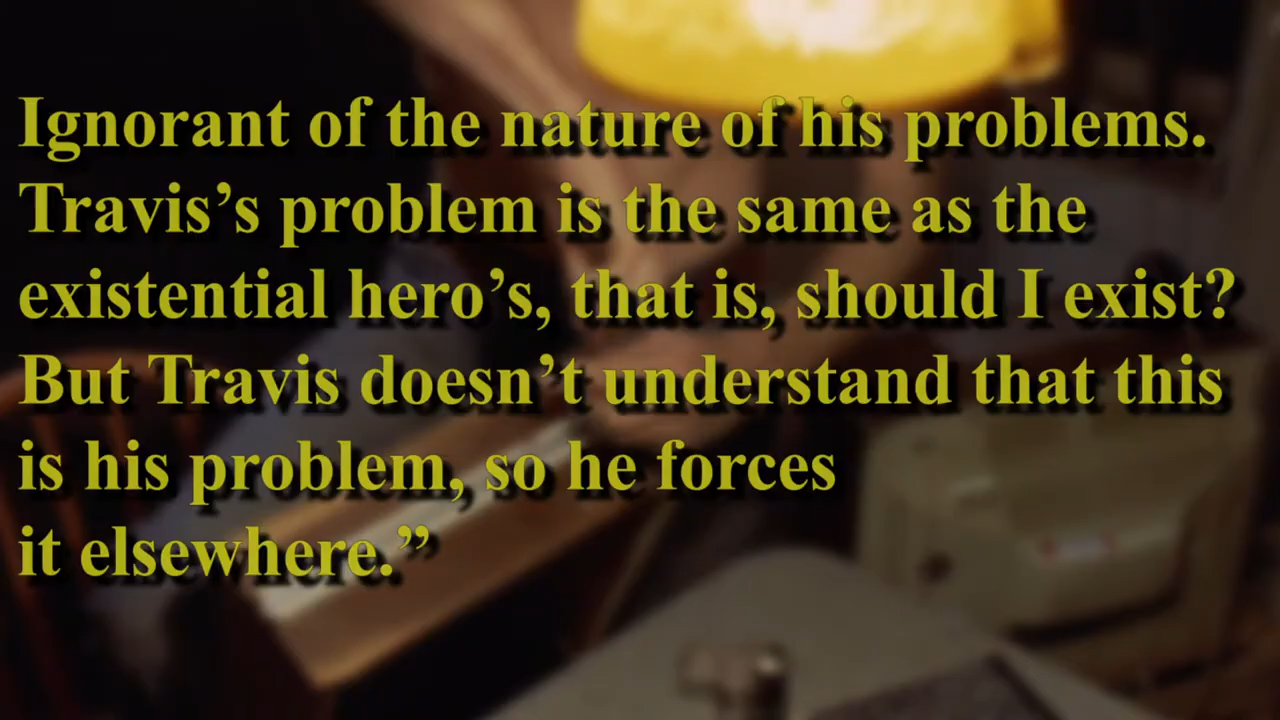 Ignorant of the nature of his problems.
Travis’s problem is the same as the
existential hero’s, that is, should I exist?
But Travis doesn’t understand that this
is his problem, so he forces
it elsewhere.”